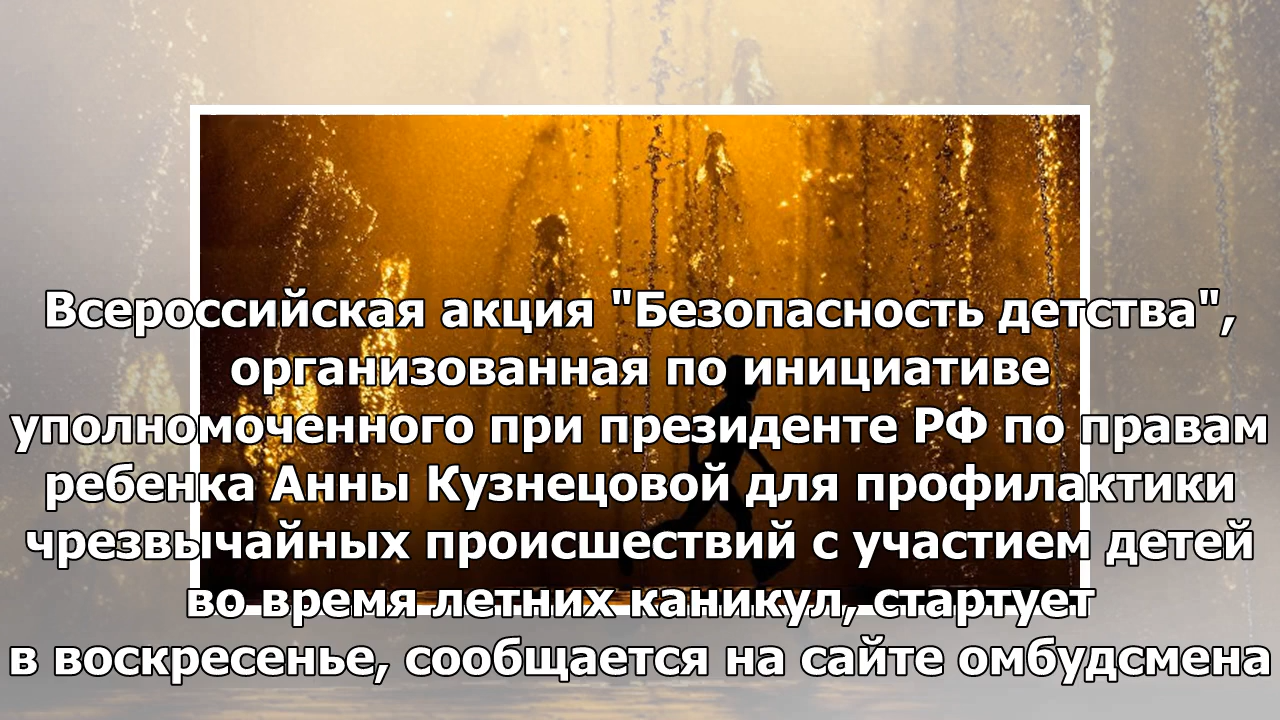 Всероссийская акция "Безопасность детства",
организованная по инициативе
уполномоченного при президенте РФ по правам
ребенка Анны Кузнецовой для профилактики
чрезвычайных происшествий с участием детей
во время летних каникул, стартует
в воскресенье, сообщается на сайте омбудсмена